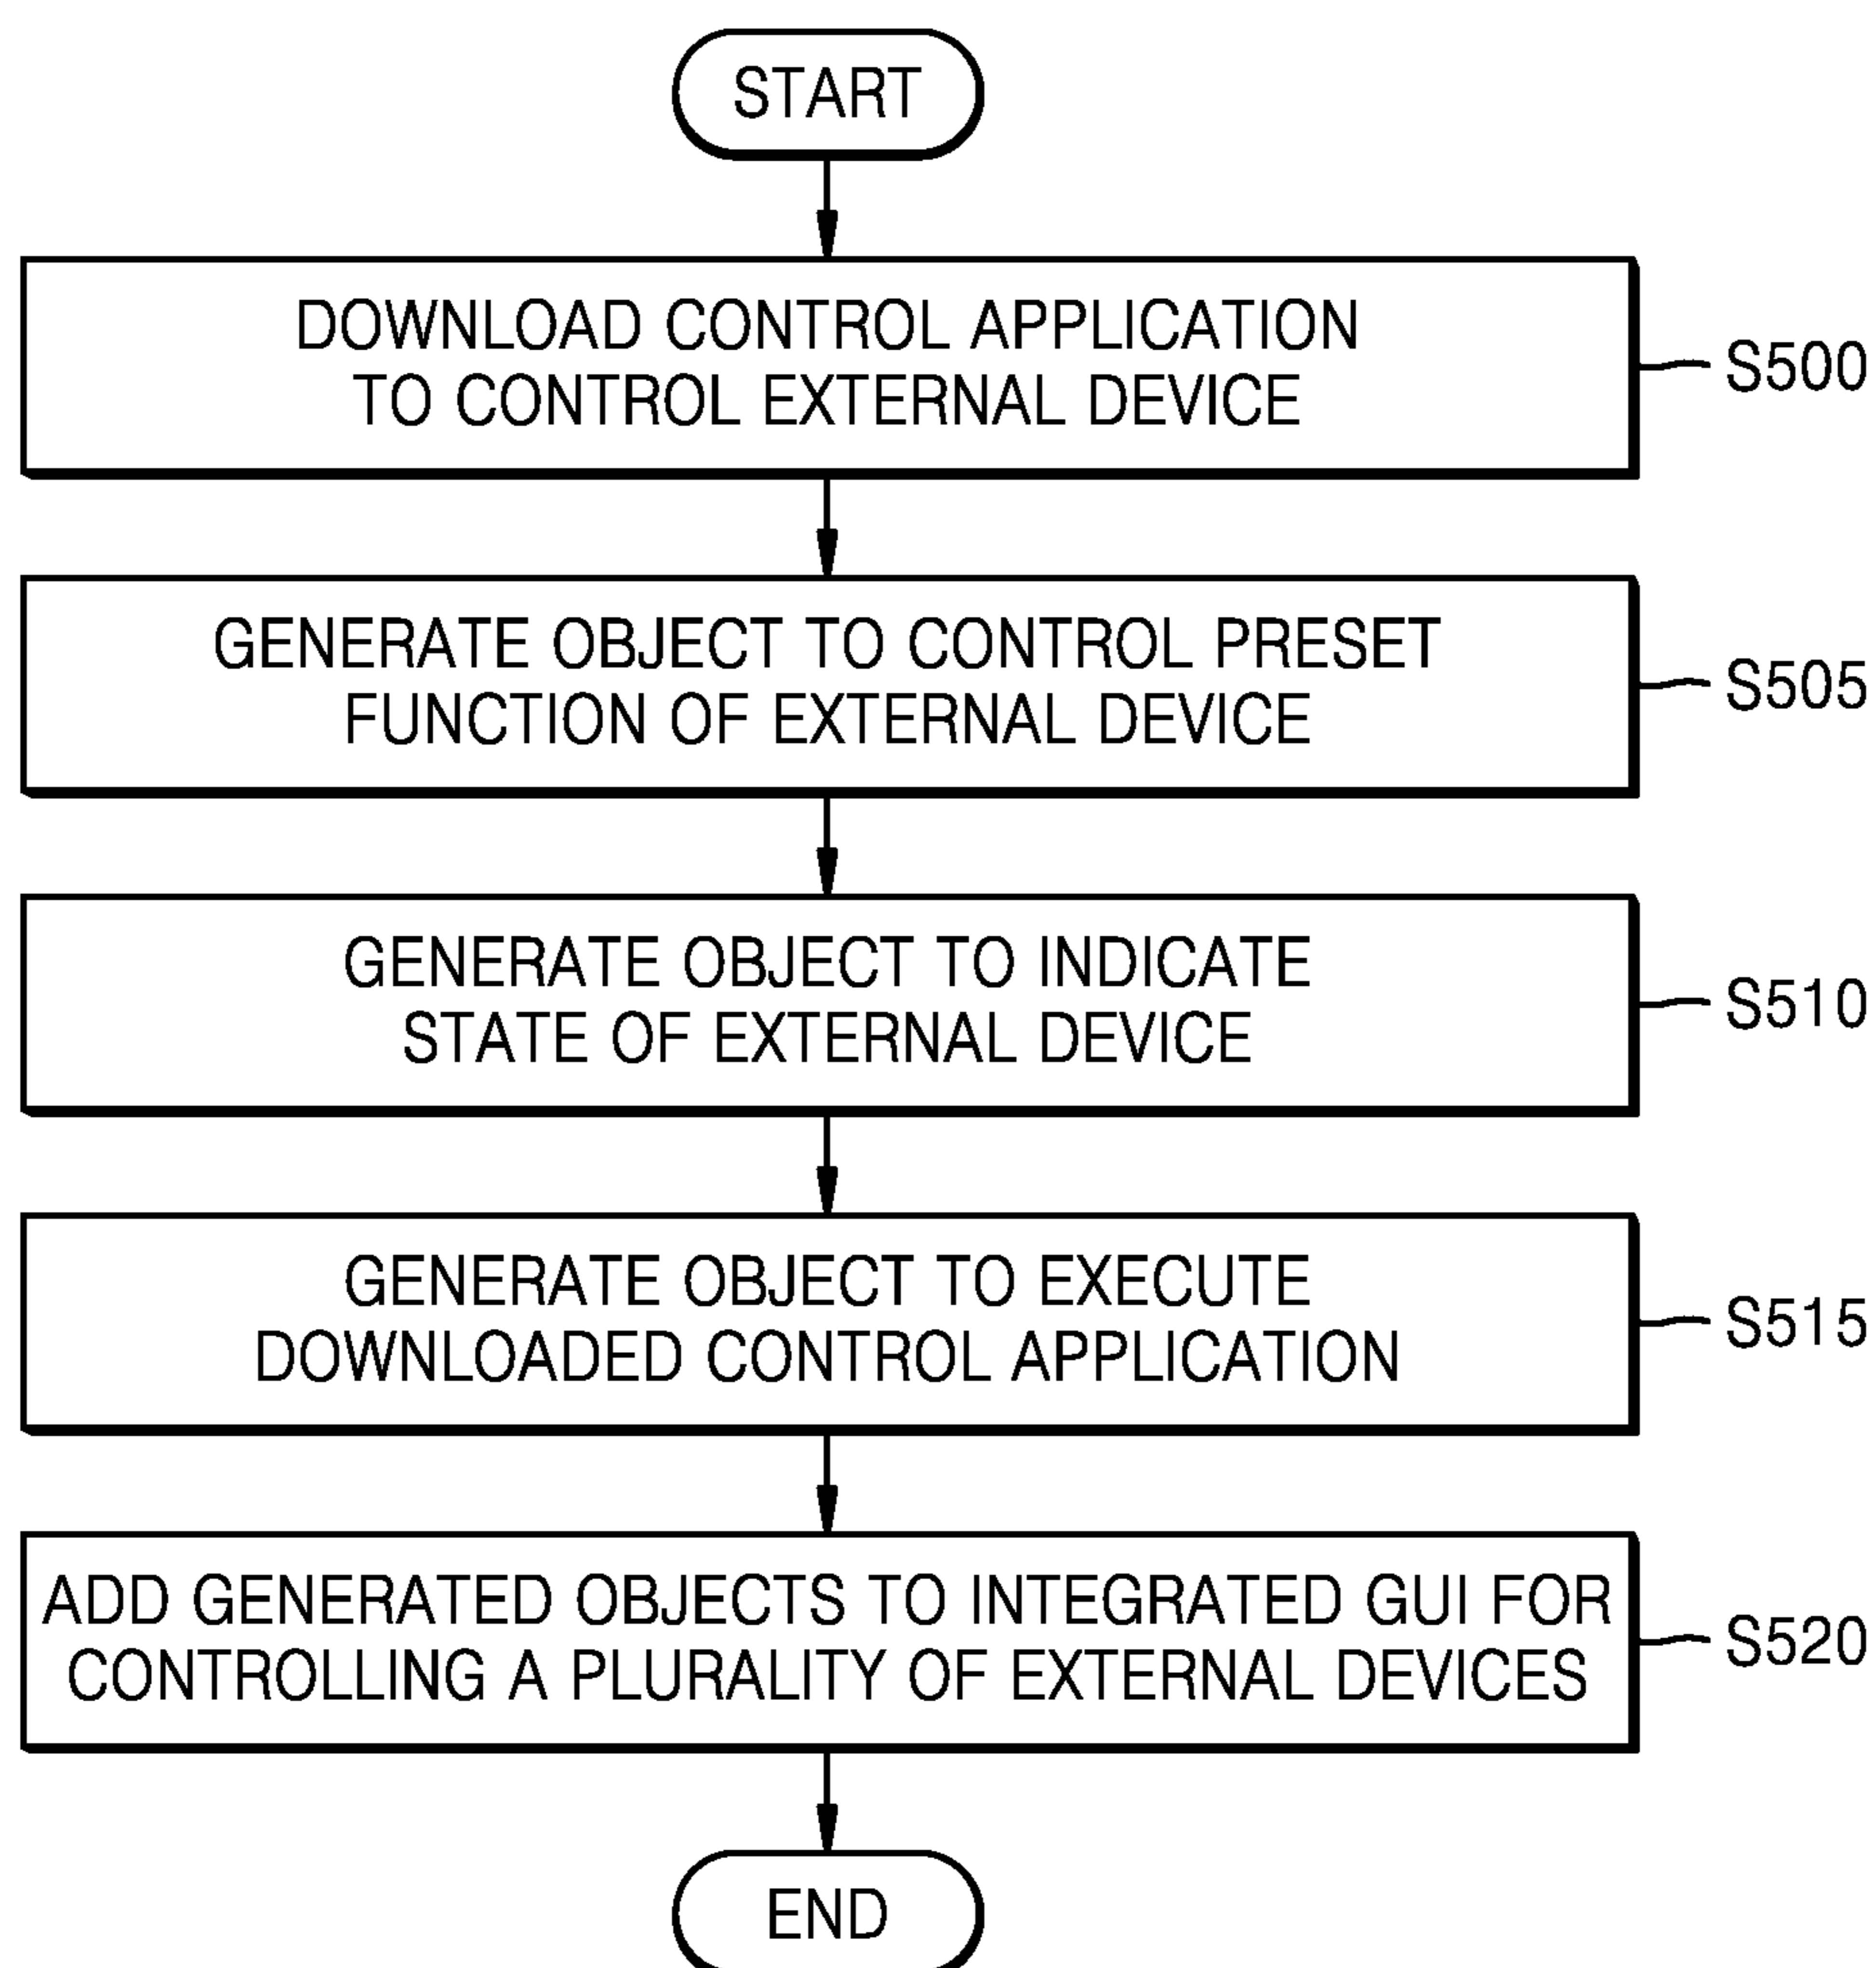 START
DOWNLOAD CONTROL APPLICATION
TO CONTROL EXTERNAL DEVICE
S500
GENERATE OBJECT TO CONTROL PRESET
FUNCTION OF EXTERNAL DEVICE
S505
GENERATE OBJECT TO INDICATE
STATE OF EXTERNAL DEVICE
S510
GENERATE OBJECT TO EXECUTE
DOWNLOADED CONTROL APPLICATION
S515
ADD GENERATED OBJECTS TO INTEGRATED GUI FOR
CONTROLLING A PLURALITY OF EXTERNAL DEVICES
S520
END